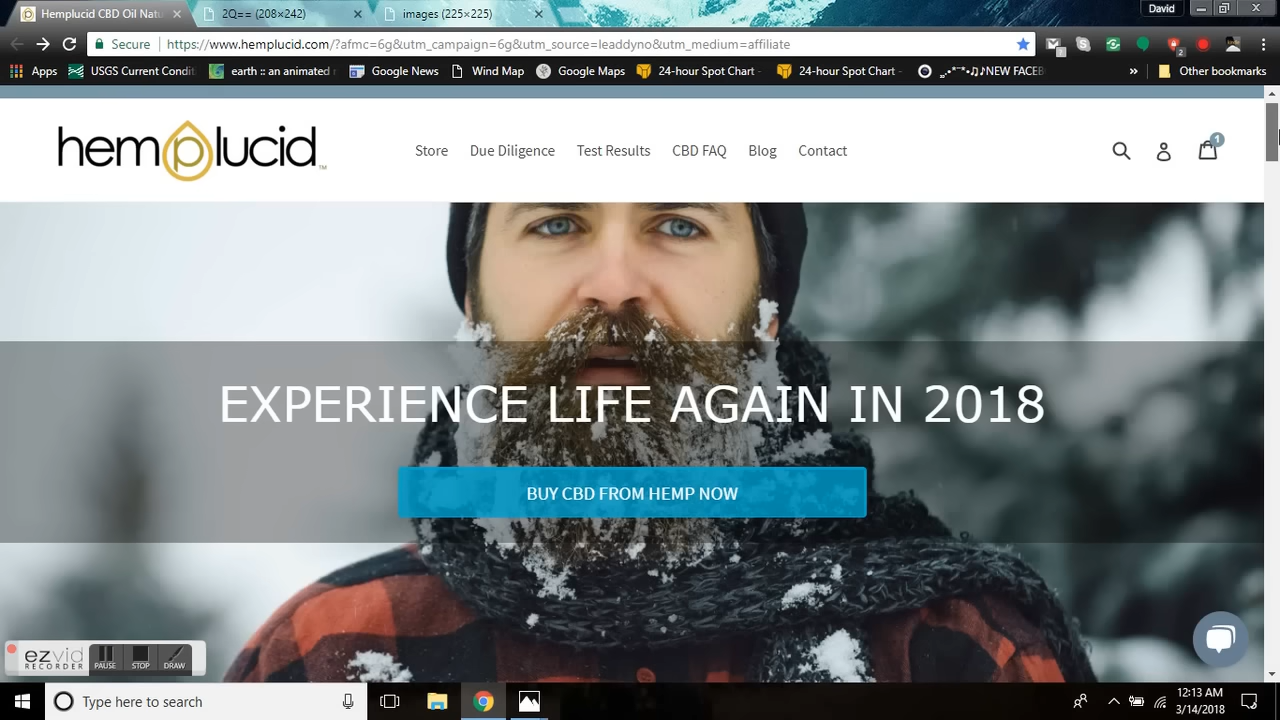 Hemplucid CBD Oil Natu
2Q== (208×242)
images (225×225)
David
Secure
https://www.hemplucid.com/?afmc=6g&utm_campaign=6g&utm_source=leaddyno&utm_medium=affiliate
1
2
Apps
USGS Current Condit
earth :: an animated
Google News
Wind Map
Google Maps
24-hour Spot Chart -
24-hour Spot Chart -
NEW FACEB
»
Other bookmarks
hemplucid™
Store
Due Diligence
Test Results
CBD FAQ
Blog
Contact
1
EXPERIENCE LIFE AGAIN IN 2018
BUY CBD FROM HEMP NOW
ezvid
RECORDER
PAUSE
STOP
DRAW
Type here to search
12:13 AM
3/14/2018